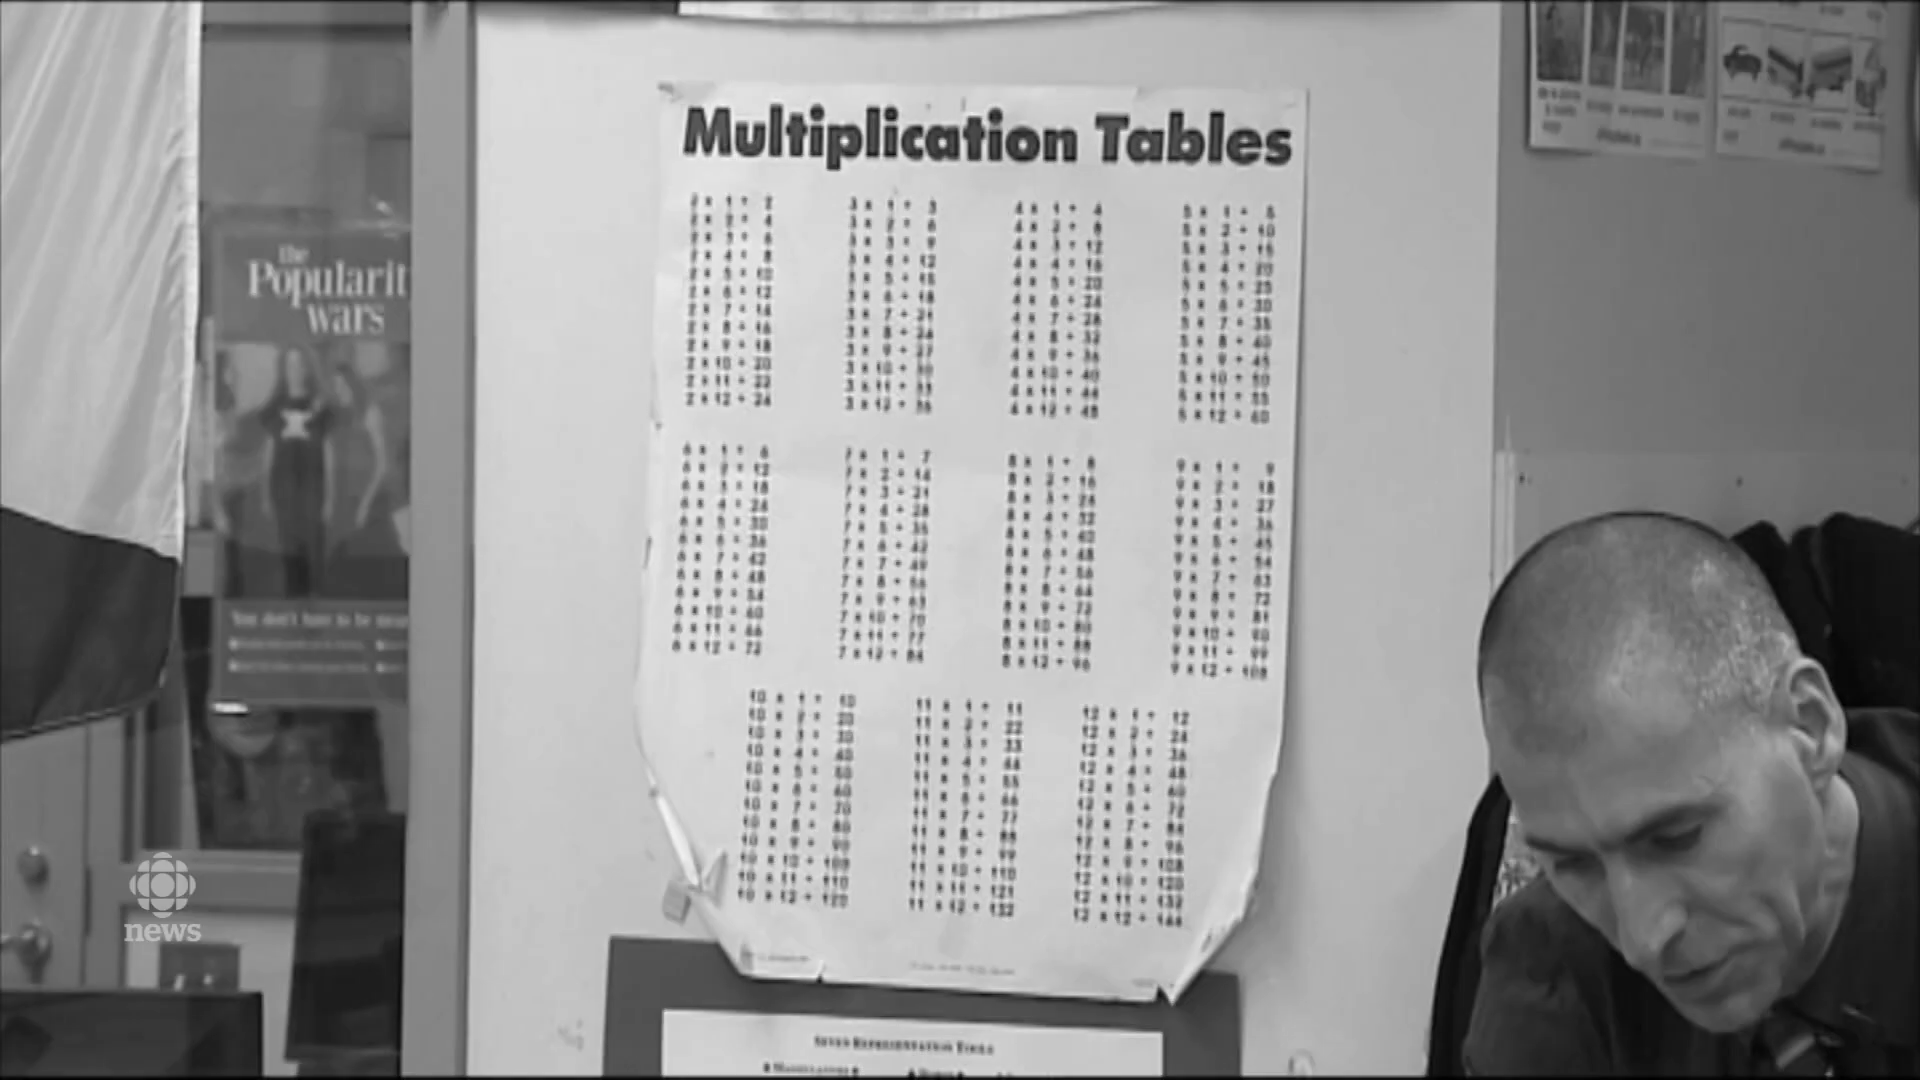 Multiplication Tables
the
Popularit
wars
You don't have to be mean
2 x 1 = 2
2 x 2 = 4
2 x 3 = 6
2 x 4 = 8
2 x 5 = 10
2 x 6 = 12
2 x 7 = 14
2 x 8 = 16
2 x 9 = 18
2 x 10 = 20
2 x 11 = 22
2 x 12 = 24
3 x 1 = 3
3 x 2 = 6
3 x 3 = 9
3 x 4 = 12
3 x 5 = 15
3 x 6 = 18
3 x 7 = 21
3 x 8 = 24
3 x 9 = 27
3 x 10 = 30
3 x 11 = 33
3 x 12 = 36
4 x 1 = 4
4 x 2 = 8
4 x 3 = 12
4 x 4 = 16
4 x 5 = 20
4 x 6 = 24
4 x 7 = 28
4 x 8 = 32
4 x 9 = 36
4 x 10 = 40
4 x 11 = 44
4 x 12 = 48
5 x 1 = 5
5 x 2 = 10
5 x 3 = 15
5 x 4 = 20
5 x 5 = 25
5 x 6 = 30
5 x 7 = 35
5 x 8 = 40
5 x 9 = 45
5 x 10 = 50
5 x 11 = 55
5 x 12 = 60
6 x 1 = 6
6 x 2 = 12
6 x 3 = 18
6 x 4 = 24
6 x 5 = 30
6 x 6 = 36
6 x 7 = 42
6 x 8 = 48
6 x 9 = 54
6 x 10 = 60
6 x 11 = 66
6 x 12 = 72
7 x 1 = 7
7 x 2 = 14
7 x 3 = 21
7 x 4 = 28
7 x 5 = 35
7 x 6 = 42
7 x 7 = 49
7 x 8 = 56
7 x 9 = 63
7 x 10 = 70
7 x 11 = 77
7 x 12 = 84
8 x 1 = 8
8 x 2 = 16
8 x 3 = 24
8 x 4 = 32
8 x 5 = 40
8 x 6 = 48
8 x 7 = 56
8 x 8 = 64
8 x 9 = 72
8 x 10 = 80
8 x 11 = 88
8 x 12 = 96
9 x 1 = 9
9 x 2 = 18
9 x 3 = 27
9 x 4 = 36
9 x 5 = 45
9 x 6 = 54
9 x 7 = 63
9 x 8 = 72
9 x 9 = 81
9 x 10 = 90
9 x 11 = 99
9 x 12 = 108
10 x 1 = 10
10 x 2 = 20
10 x 3 = 30
10 x 4 = 40
10 x 5 = 50
10 x 6 = 60
10 x 7 = 70
10 x 8 = 80
10 x 9 = 90
10 x 10 = 100
10 x 11 = 110
10 x 12 = 120
11 x 1 = 11
11 x 2 = 22
11 x 3 = 33
11 x 4 = 44
11 x 5 = 55
11 x 6 = 66
11 x 7 = 77
11 x 8 = 88
11 x 9 = 99
11 x 10 = 110
11 x 11 = 121
11 x 12 = 132
12 x 1 = 12
12 x 2 = 24
12 x 3 = 36
12 x 4 = 48
12 x 5 = 60
12 x 6 = 72
12 x 7 = 84
12 x 8 = 96
12 x 9 = 108
12 x 10 = 120
12 x 11 = 132
12 x 12 = 144
news
Seven Representation Tools